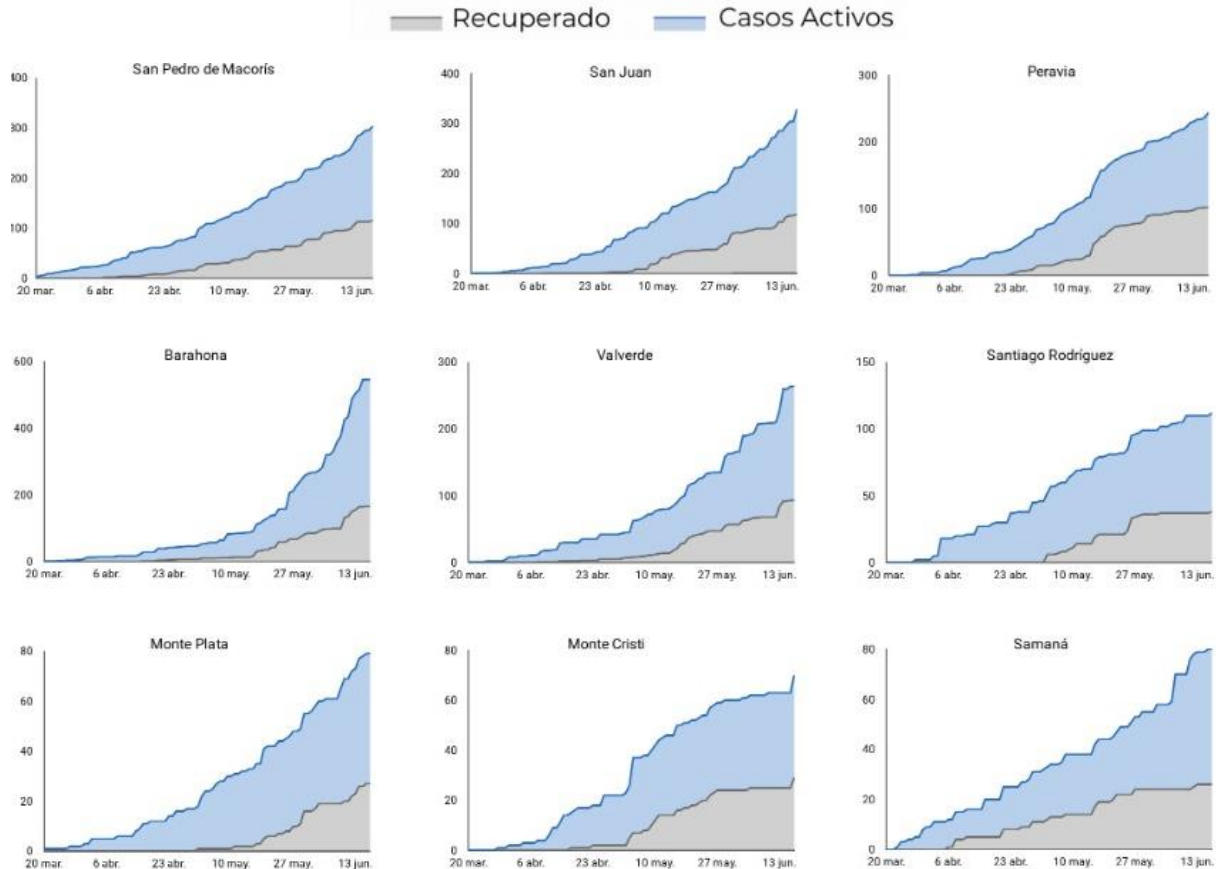 Recuperado Casos Activos
San Pedro de Macorís San Juan Peravia
400 400 300
300 300
200 200 200
100 100 100
0 0 0
20 mar. 6 abr. 23 abr. 10 may. 27 may. 13 jun. 20 mar. 6 abr. 23 abr. 10 may. 27 may. 13 jun. 20 mar. 6 abr. 23 abr. 10 may. 27 may. 13 jun.
Barahona Valverde Santiago Rodríguez
600 300 150
400 200 100
200 100 50
0 0 0
20 mar. 6 abr. 23 abr. 10 may. 27 may. 13 jun. 20 mar. 6 abr. 23 abr. 10 may. 27 may. 13 jun. 20 mar. 6 abr. 23 abr. 10 may. 27 may. 13 jun.
Monte Plata Monte Cristi Samaná
80 80 80
60 60 60
40 40 40
20 20 20
0 0 0
20 mar. 6 abr. 23 abr. 10 may. 27 may. 13 jun. 20 mar. 6 abr. 23 abr. 10 may. 27 may. 13 jun. 20 mar. 6 abr. 23 abr. 10 may. 27 may. 13 jun.